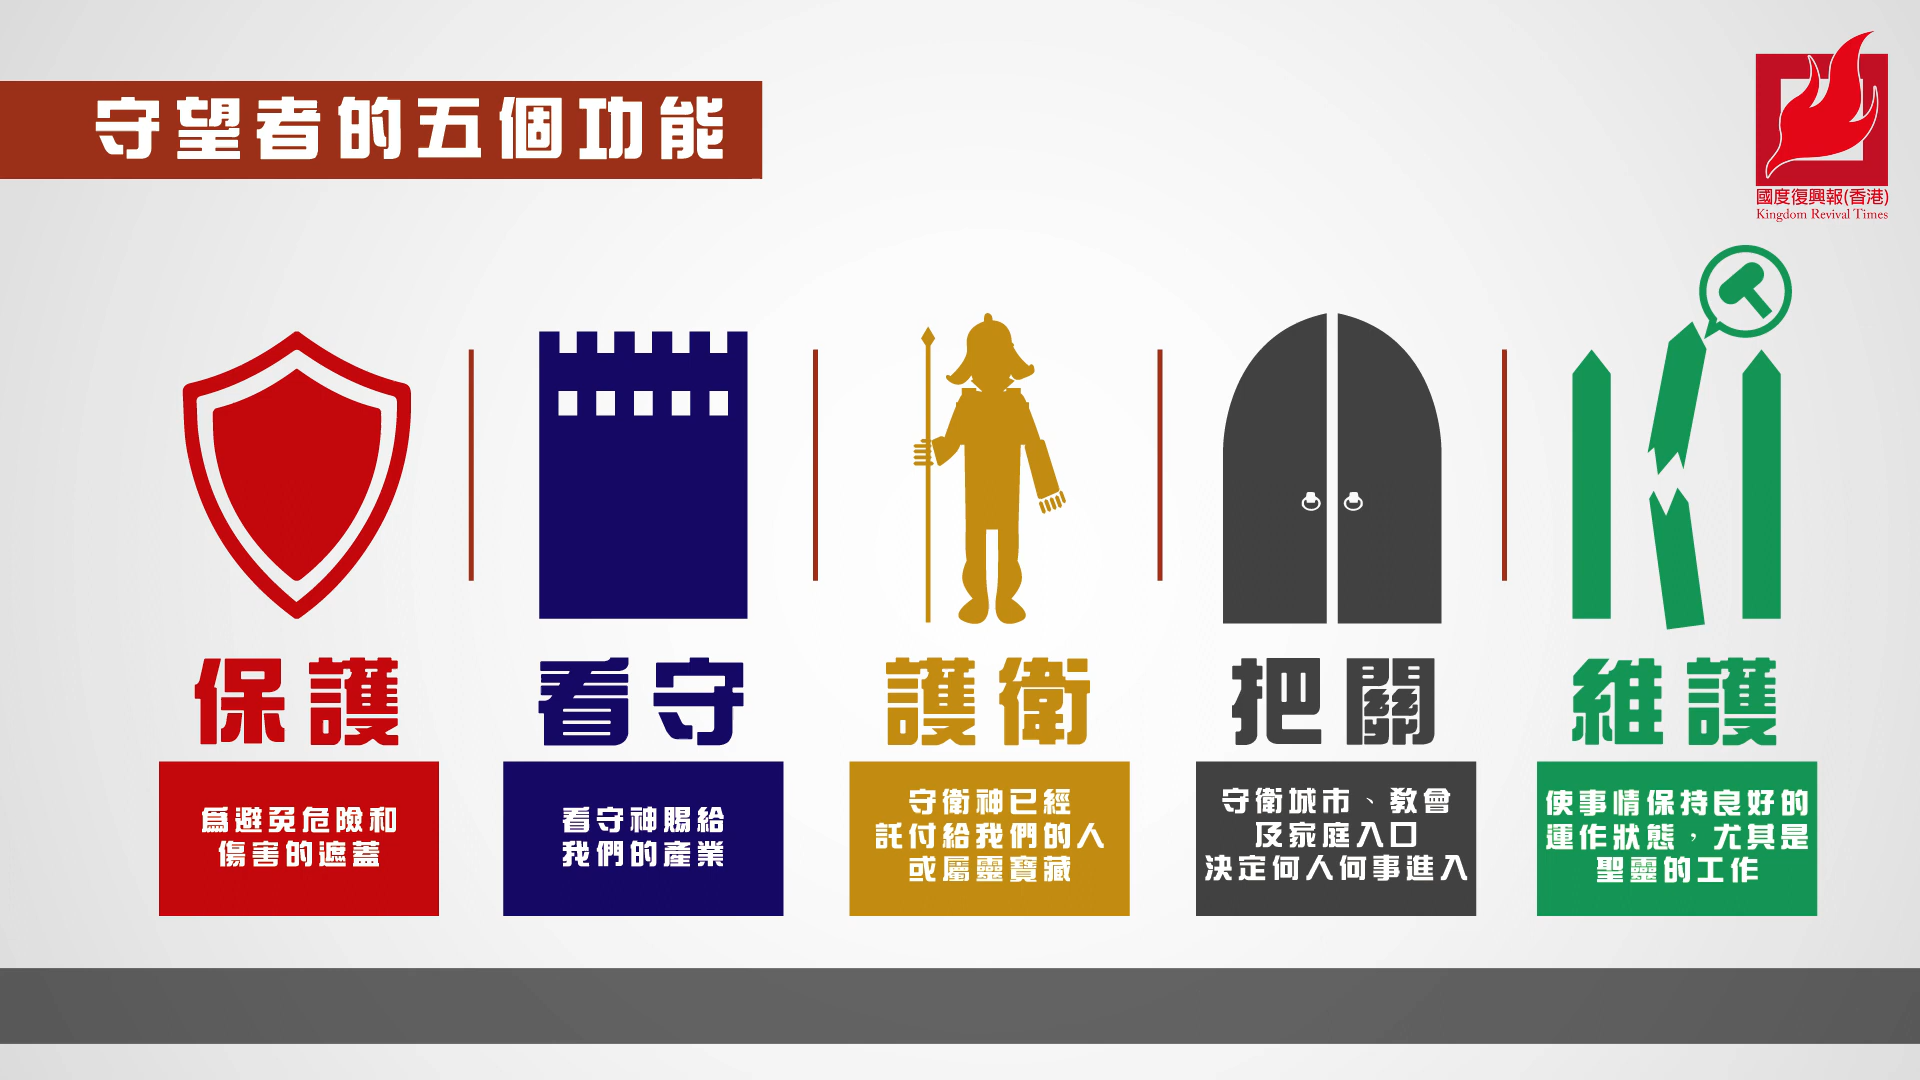 守望者的五個功能
國度復興報(香港)
Kingdom Revival Times
保護
為避免危險和
傷害的遮蓋
看守
看守神賜給
我們的產業
護衛
守衛神已經
託付給我們的人
或屬靈寶藏
把關
守衛城市、教會
及家庭入口
決定何人何事進入
維護
使事情保持良好的
運作狀態，尤其是
聖靈的工作